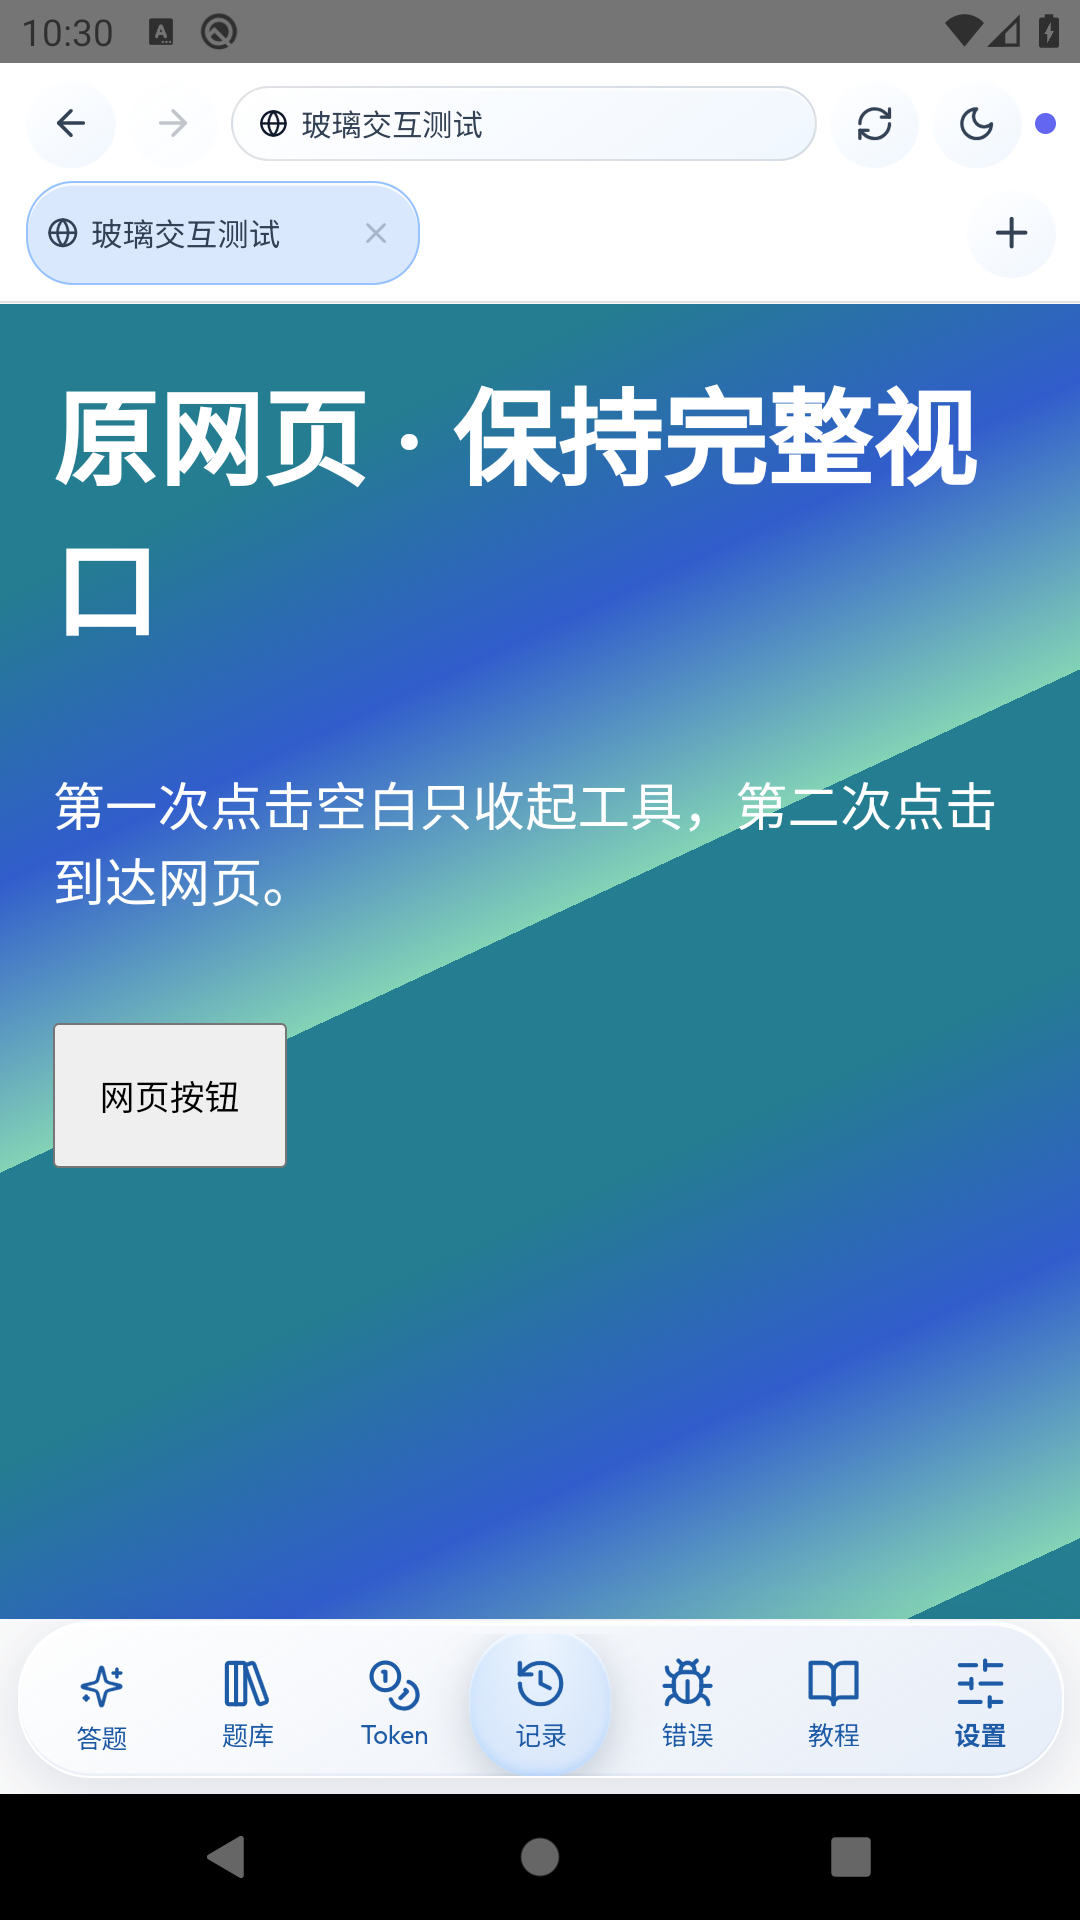 10:30
玻璃交互测试
玻璃交互测试
原网页 · 保持完整视
口
第一次点击空白只收起工具，第二次点击
到达网页。
网页按钮
答题 题库 Token 记录 错误 教程 设置